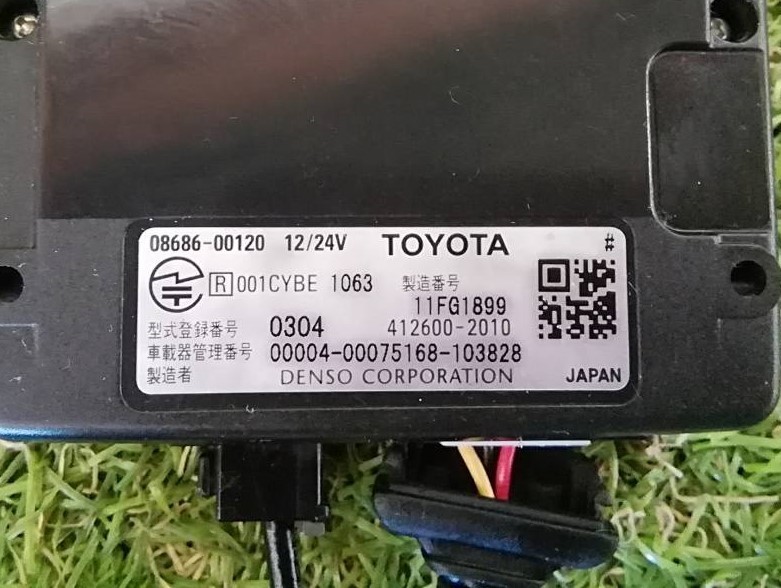 08686-00120 12/24V TOYOTA #
R 001CYBE 1063 製造番号
11FG1899
型式登録番号 0304 412600-2010
車載器管理番号 00004-00075168-103828
製造者 DENSO CORPORATION JAPAN